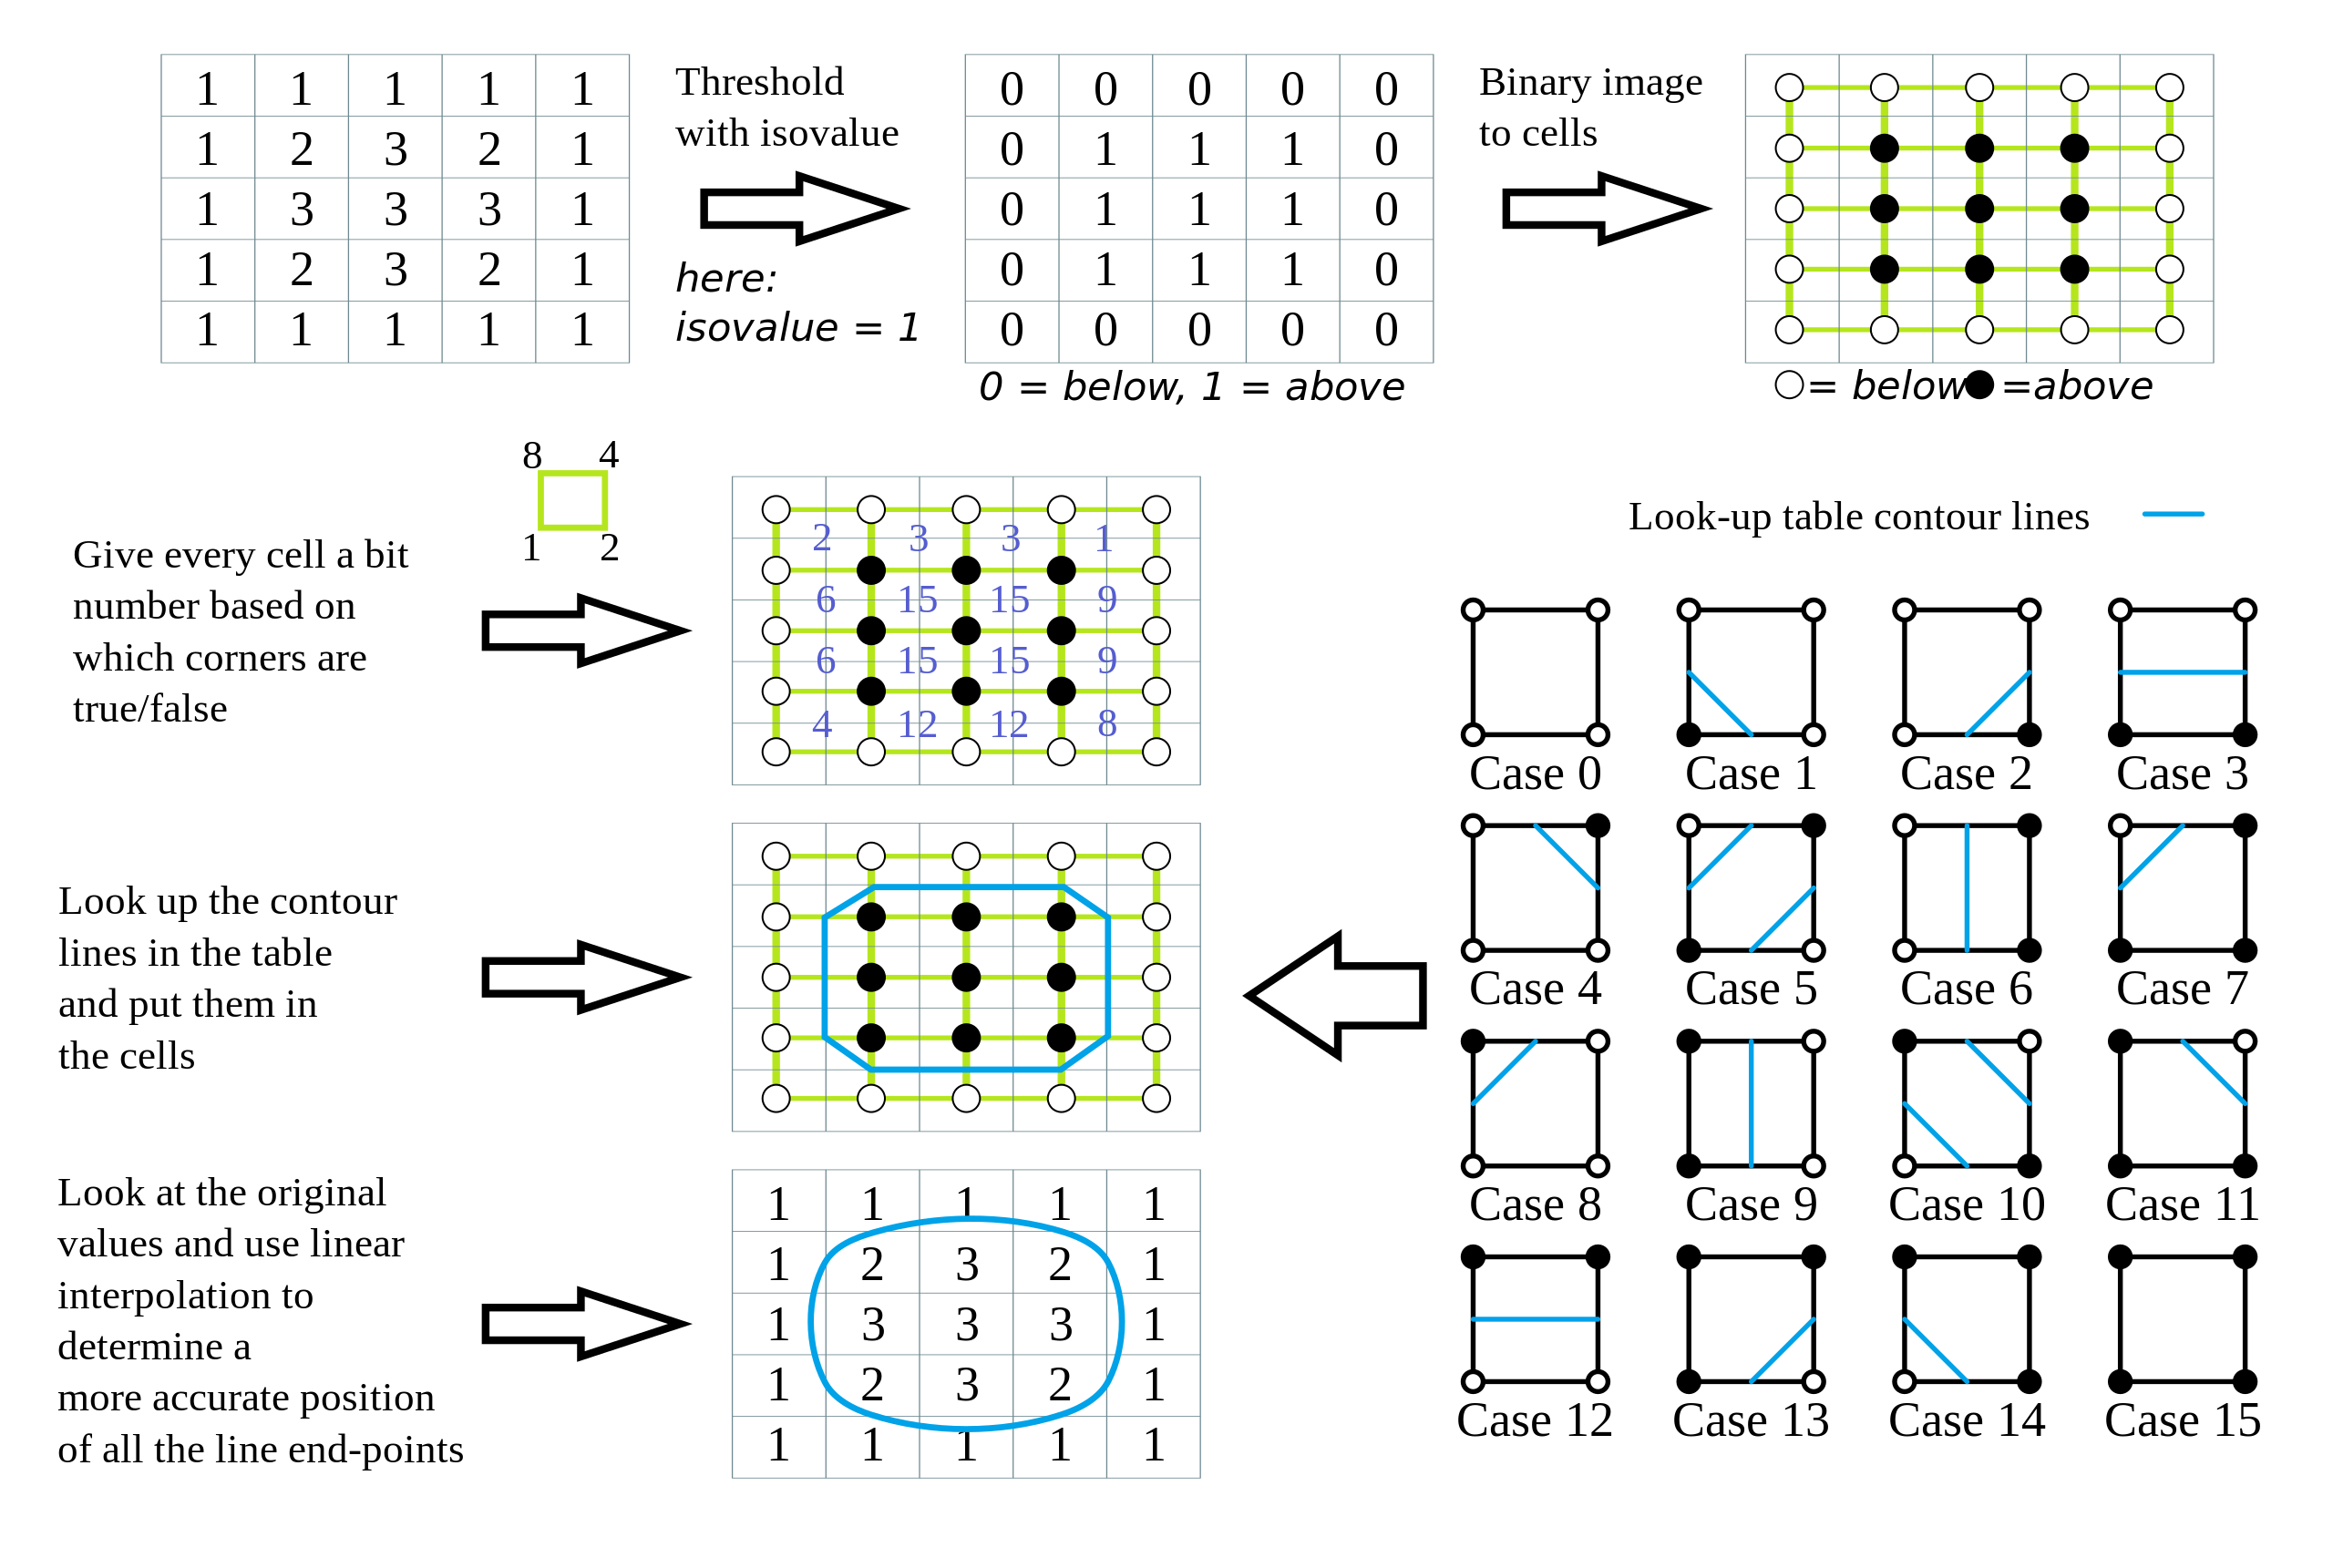 1 1 1 1 1
1 2 3 2 1
1 3 3 3 1
1 2 3 2 1
1 1 1 1 1
Threshold
with isovalue
here:
isovalue = 1
0 0 0 0 0
0 1 1 1 0
0 1 1 1 0
0 1 1 1 0
0 0 0 0 0
0 = below, 1 = above
Binary image
to cells
= below =above
Give every cell a bit
number based on
which corners are
true/false
8 4
1 2
2 3 3 1
6 15 15 9
6 15 15 9
4 12 12 8
Look up the contour
lines in the table
and put them in
the cells
Look at the original
values and use linear
interpolation to
determine a
more accurate position
of all the line end-points
1 1 1 1 1
1 2 3 2 1
1 3 3 3 1
1 2 3 2 1
1 1 1 1 1
Look-up table contour lines
Case 0 Case 1 Case 2 Case 3
Case 4 Case 5 Case 6 Case 7
Case 8 Case 9 Case 10 Case 11
Case 12 Case 13 Case 14 Case 15